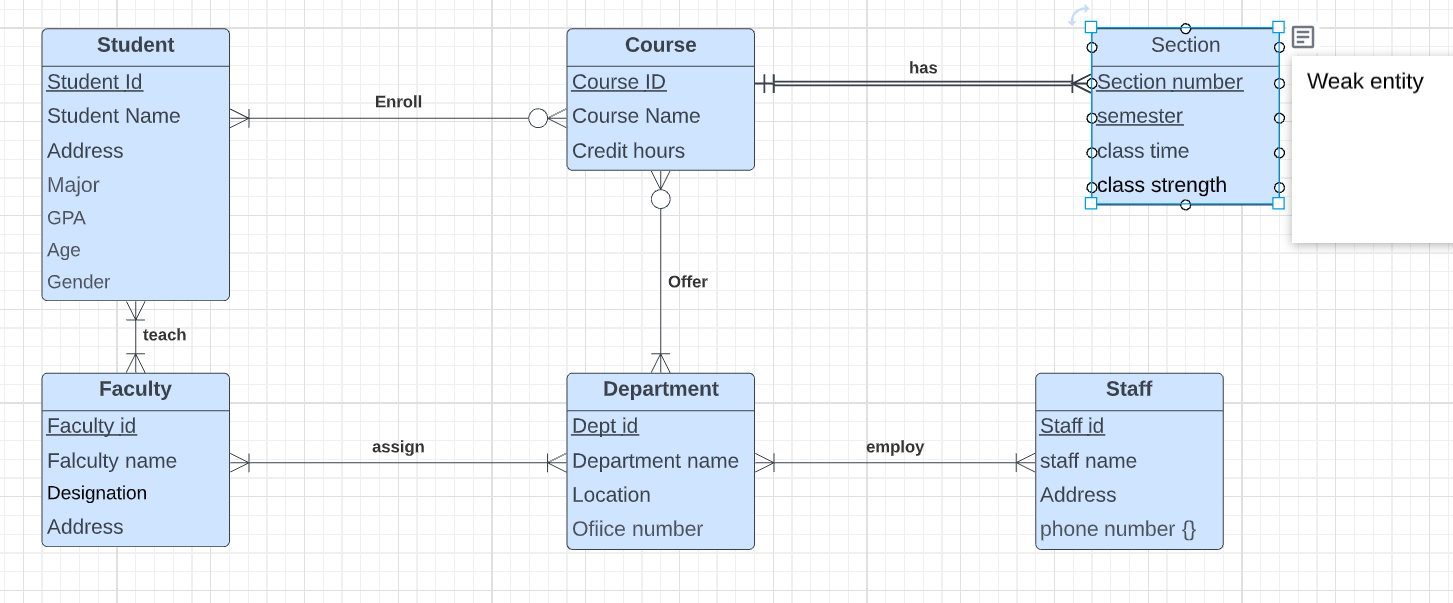 Student
Student Id
Student Name
Address
Major
GPA
Age
Gender
Enroll
Course
Course ID
Course Name
Credit hours
has
Section
Section number
semester
class time
class strength
Weak entity
teach
Offer
Faculty
Faculty id
Falculty name
Designation
Address
assign
Department
Dept id
Department name
Location
Ofiice number
employ
Staff
Staff id
staff name
Address
phone number {}